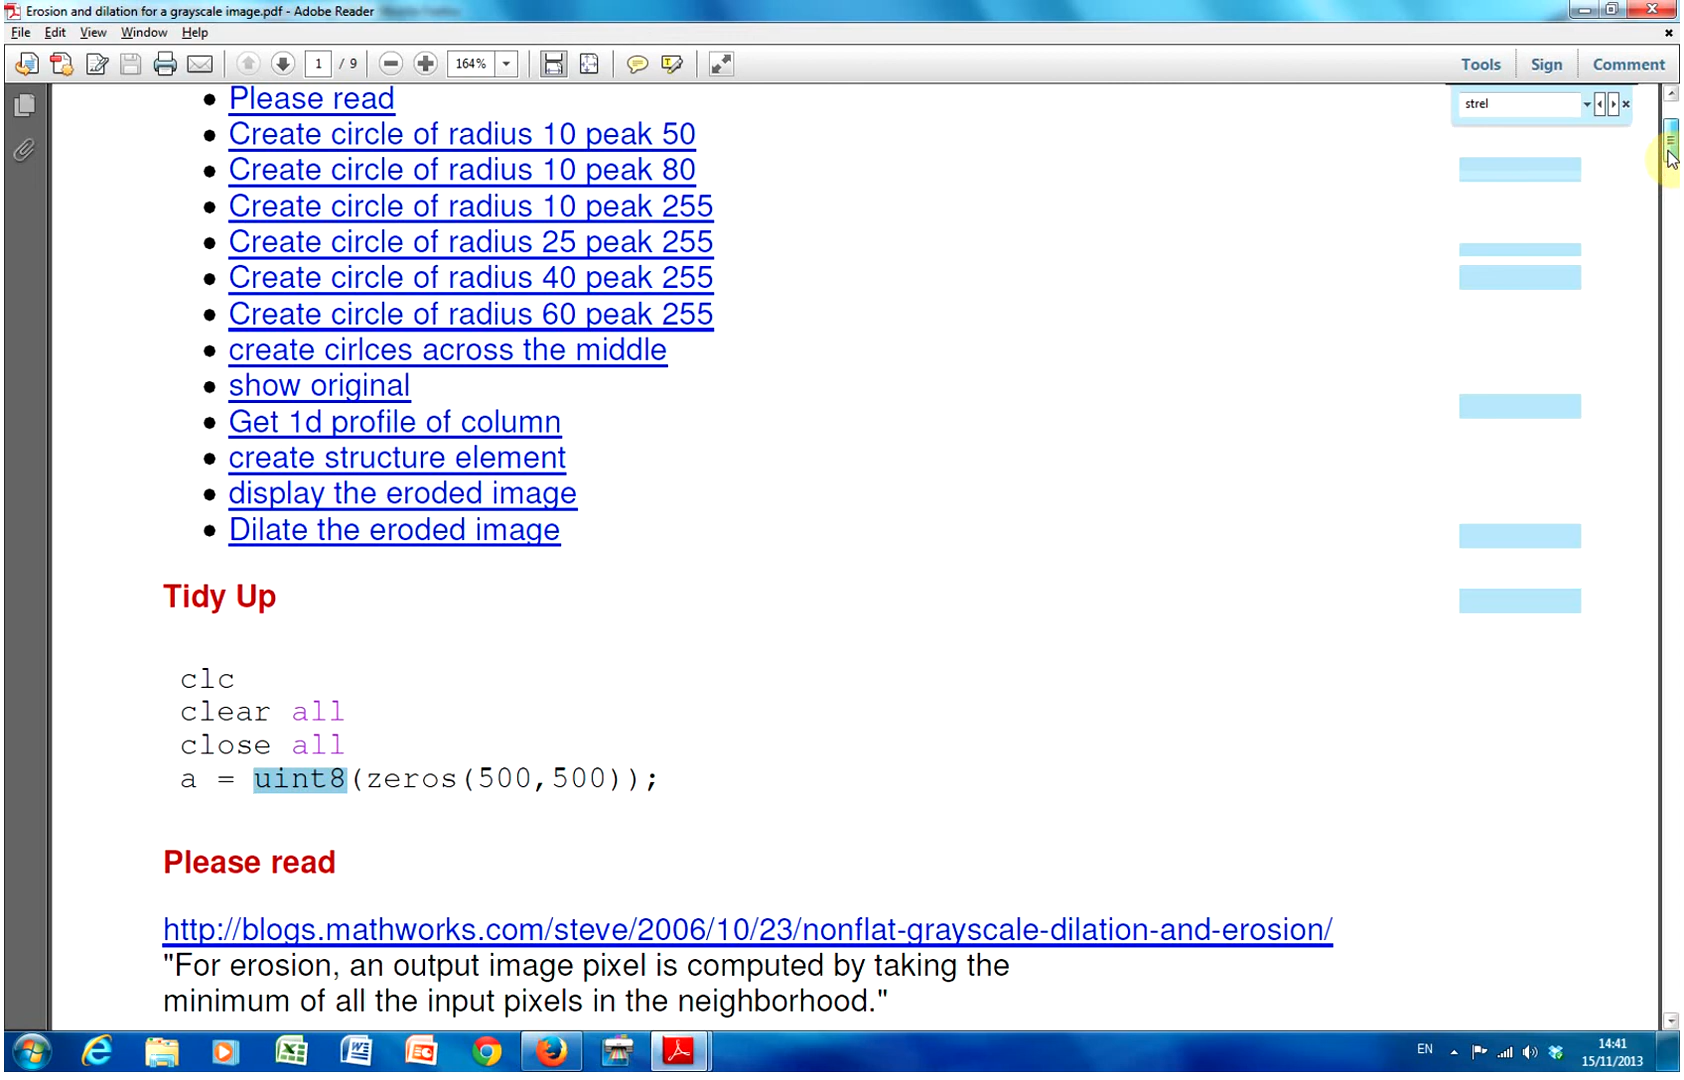 Erosion and dilation for a grayscale image.pdf - Adobe Reader
File Edit View Window Help
1 / 9 164% Tools Sign Comment
strel
Please read
Create circle of radius 10 peak 50
Create circle of radius 10 peak 80
Create circle of radius 10 peak 255
Create circle of radius 25 peak 255
Create circle of radius 40 peak 255
Create circle of radius 60 peak 255
create cirlces across the middle
show original
Get 1d profile of column
create structure element
display the eroded image
Dilate the eroded image
Tidy Up
clc
clear all
close all
a = uint8(zeros(500,500));
Please read
http://blogs.mathworks.com/steve/2006/10/23/nonflat-grayscale-dilation-and-erosion/
"For erosion, an output image pixel is computed by taking the
minimum of all the input pixels in the neighborhood."
EN
14:41
15/11/2013